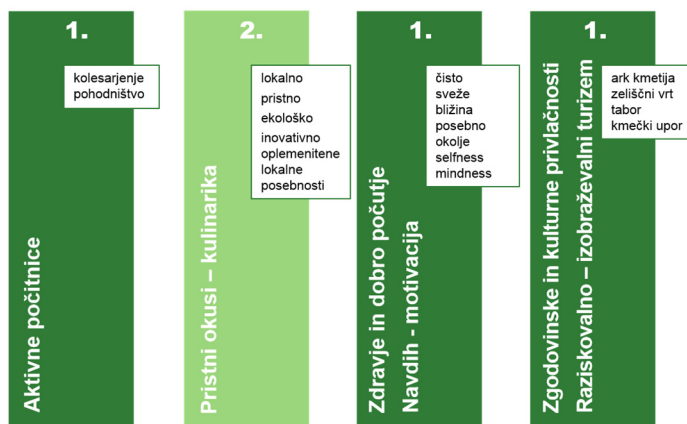 1.
kolesarjenje
pohodništvo
Aktivne počitnice
2.
lokalno
pristno
ekološko
inovativno
oplemenitene
lokalne
posebnosti
Pristni okusi – kulinarika
1.
čisto
sveže
bližina
posebno
okolje
selfness
mindness
Zdravje in dobro počutje
Navdih - motivacija
1.
ark kmetija
zeliščni vrt
tabor
kmečki upor
Zgodovinske in kulturne privlačnosti
Raziskovalno – izobraževalni turizem